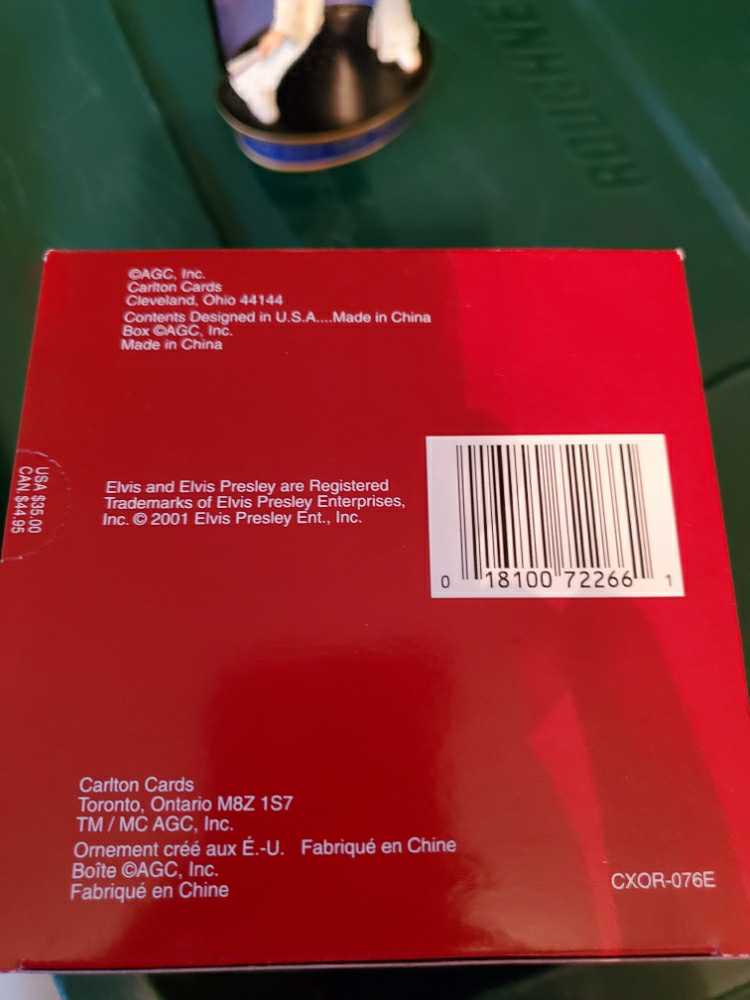 ROUGHNE
©AGC, Inc.
Carlton Cards
Cleveland, Ohio 44144
Contents Designed in U.S.A....Made in China
Box ©AGC, Inc.
Made in China
USA $35.00
CAN $44.95
Elvis and Elvis Presley are Registered
Trademarks of Elvis Presley Enterprises,
Inc. © 2001 Elvis Presley Ent., Inc.
0 18100 72266 1
Carlton Cards
Toronto, Ontario M8Z 1S7
TM / MC AGC, Inc.
Ornement créé aux É.-U. Fabriqué en Chine
Boîte ©AGC, Inc.
Fabriqué en Chine
CXOR-076E